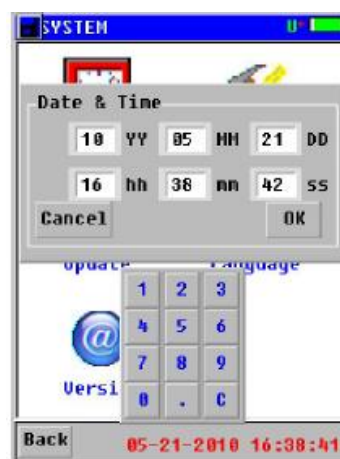 SYSTEM
Date & Time
10 YY 05 MM 21 DD
16 hh 38 mm 42 ss
Cancel OK
Update Language
1 2 3
4 5 6
7 8 9
Versi
0 . C
Back 05-21-2010 16:38:41